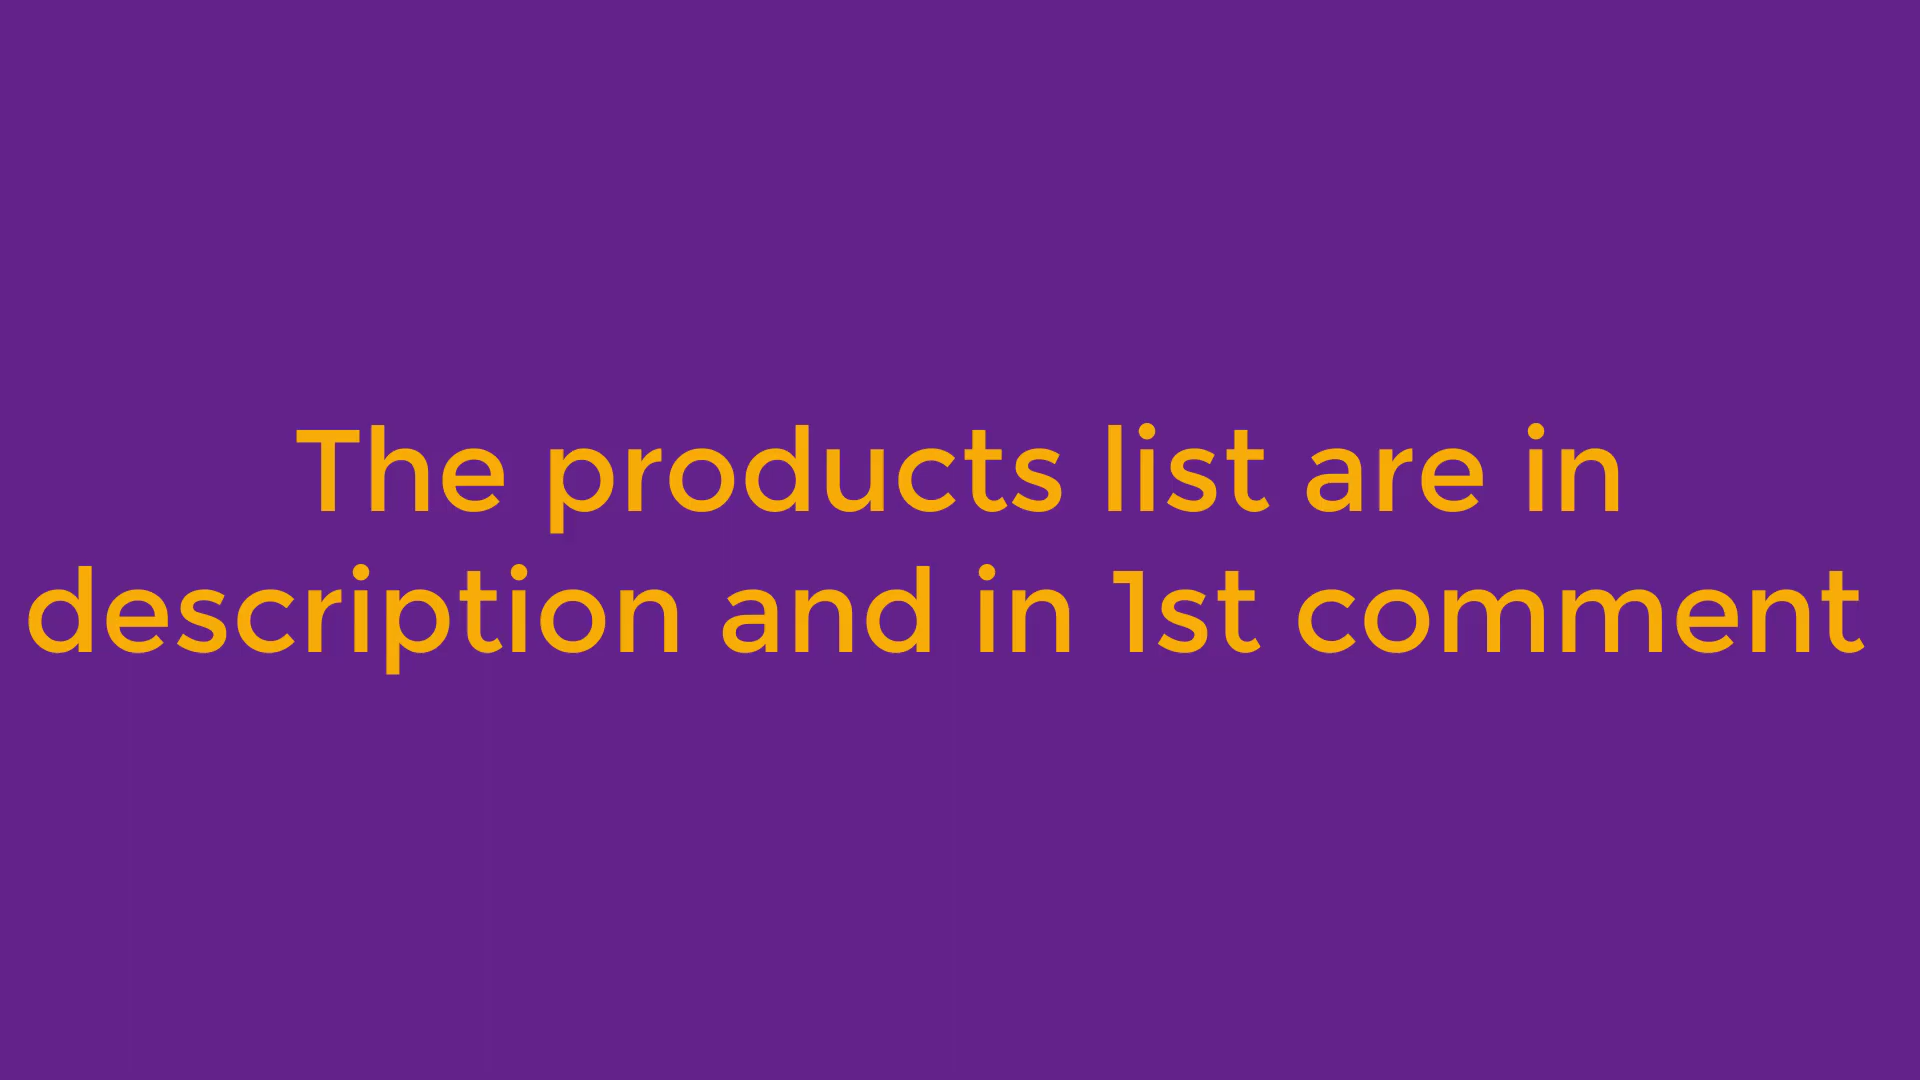 The products list are in
description and in 1st comment